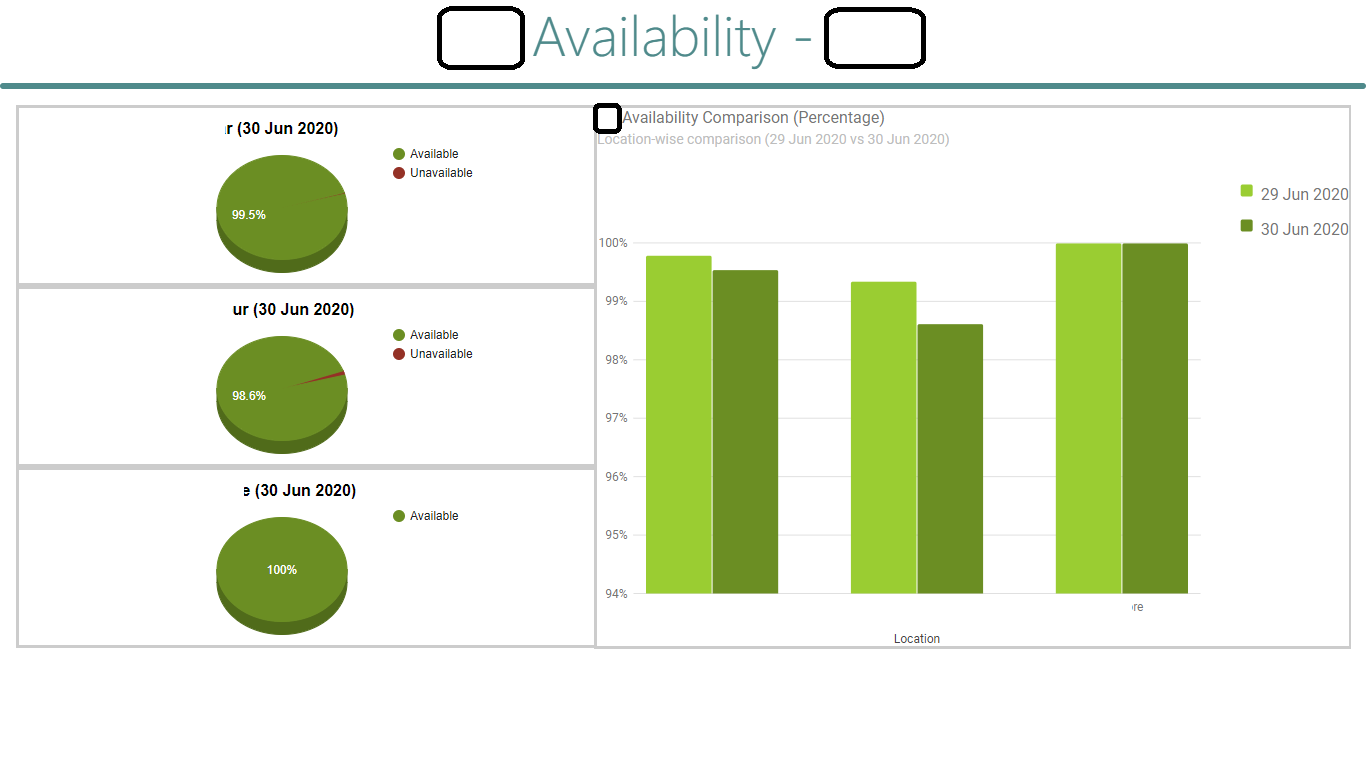 Availability -
r (30 Jun 2020)
Available
Unavailable
99.5%
ur (30 Jun 2020)
Available
Unavailable
98.6%
e (30 Jun 2020)
Available
100%
Availability Comparison (Percentage)
Location-wise comparison (29 Jun 2020 vs 30 Jun 2020)
29 Jun 2020
30 Jun 2020
100%
99%
98%
97%
96%
95%
94%
re
Location